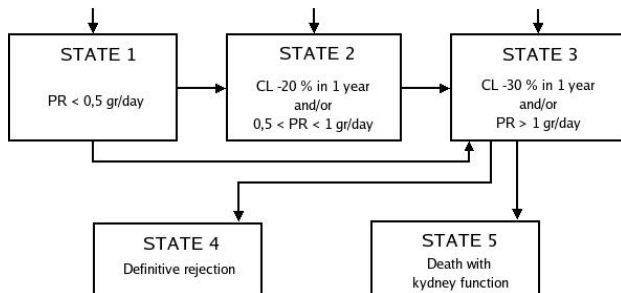 STATE 1
PR < 0,5 gr/day
STATE 2
CL -20 % in 1 year
and/or
0,5 < PR < 1 gr/day
STATE 3
CL -30 % in 1 year
and/or
PR > 1 gr/day
STATE 4
Definitive rejection
STATE 5
Death with
kydney function